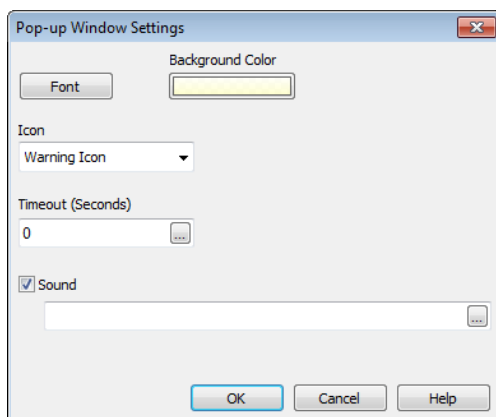 Pop-up Window Settings
Background Color
Font
Icon
Warning Icon
Timeout (Seconds)
0
...
Sound
...
OK Cancel Help